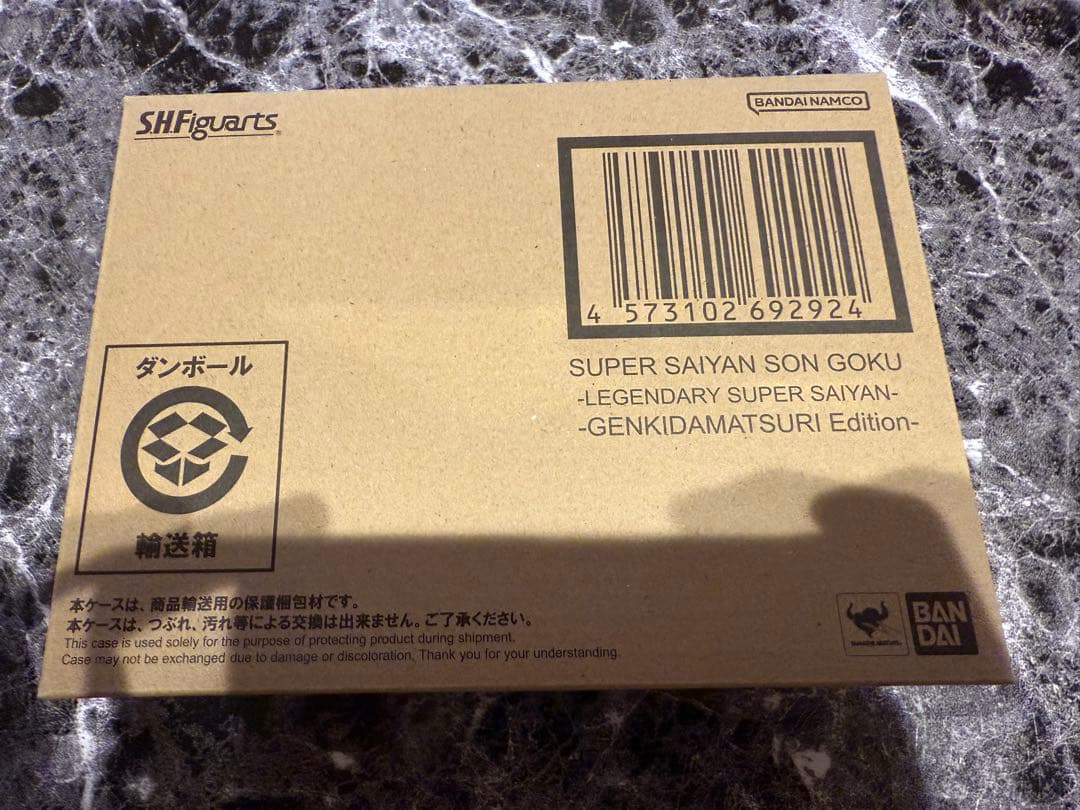 S.H.Figuarts
BANDAI NAMCO
4 573102 692924
SUPER SAIYAN SON GOKU
-LEGENDARY SUPER SAIYAN-
-GENKIDAMATSURI Edition-
ダンボール
輸送箱
本ケースは、商品輸送用の保護梱包材です。
本ケースは、つぶれ、汚れ等による交換は出来ません。ご了承ください。
This case is used solely for the purpose of protecting product during shipment.
Case may not be exchanged due to damage or discoloration, Thank you for your understanding.
BAN
DAI